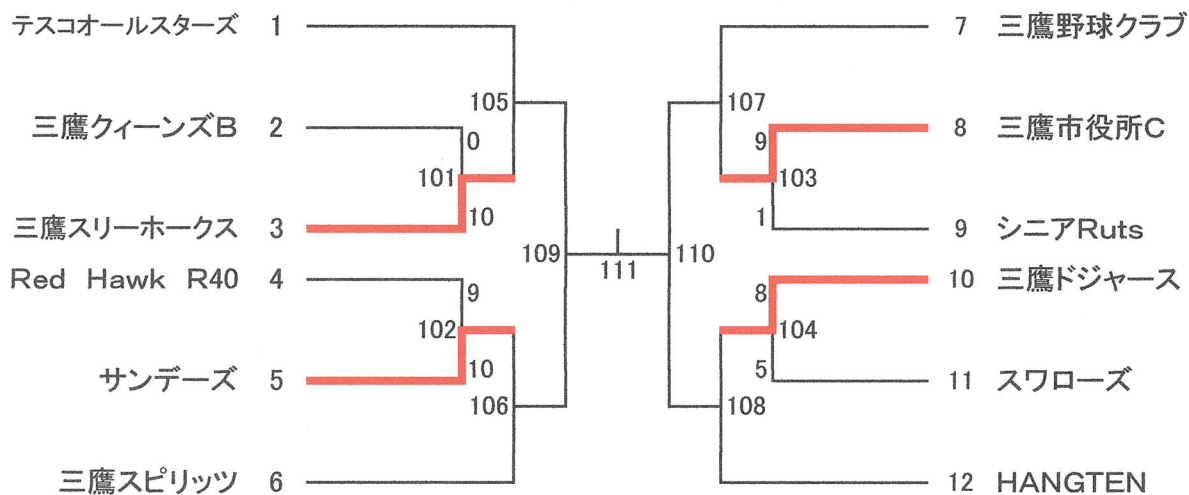 テスコオールスターズ 1
三鷹クィーンズB 2
三鷹スリーホークス 3
Red Hawk R40 4
サンデーズ 5
三鷹スピリッツ 6
105
0
101
10
9
102
10
106
109
111
110
107
9
103
1
8
104
5
108
7 三鷹野球クラブ
8 三鷹市役所C
9 シニアRuts
10 三鷹ドジャース
11 スワローズ
12 HANGTEN